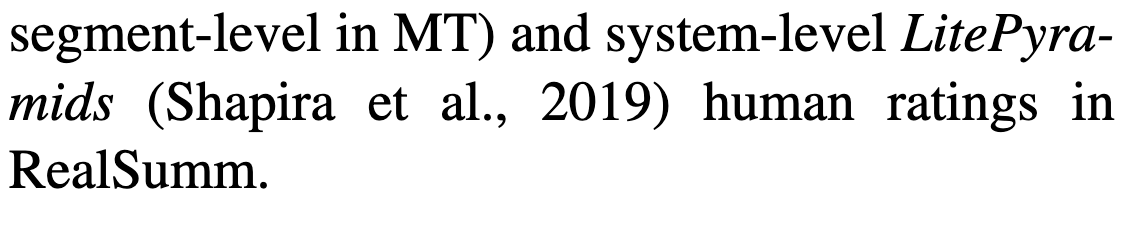 segment-level in MT) and system-level LitePyra-
mids (Shapira et al., 2019) human ratings in
RealSumm.